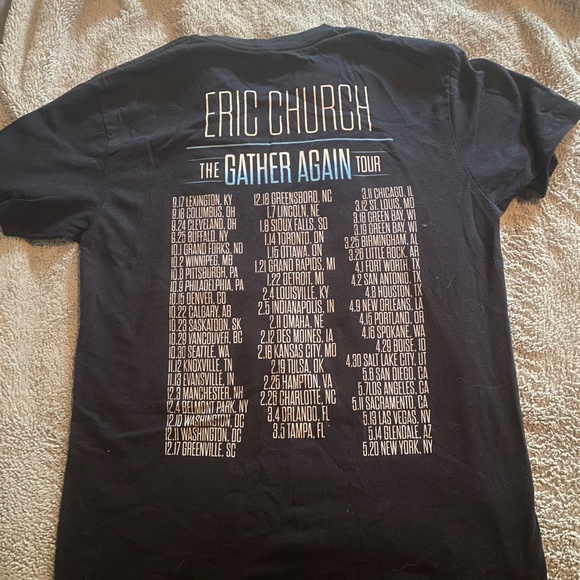 ERIC CHURCH
THE GATHER AGAIN TOUR
9.17 LEXINGTON, KY
9.18 COLUMBUS, OH
9.24 CLEVELAND, OH
9.25 BUFFALO, NY
10.1 GRAND FORKS, ND
10.2 WINNIPEG, MB
10.8 PITTSBURGH, PA
10.9 PHILADELPHIA, PA
10.15 DENVER, CO
10.22 CALGARY, AB
10.23 SASKATOON, SK
10.29 VANCOUVER, BC
10.30 SEATTLE, WA
11.12 KNOXVILLE, TN
11.13 EVANSVILLE, IN
12.3 MANCHESTER, NH
12.4 BELMONT PARK, NY
12.10 WASHINGTON, DC
12.11 WASHINGTON, DC
12.17 GREENVILLE, SC
12.18 GREENSBORO, NC
1.7 LINCOLN, NE
1.8 SIOUX FALLS, SD
1.14 TORONTO, ON
1.15 OTTAWA, ON
1.21 GRAND RAPIDS, MI
1.22 DETROIT, MI
2.4 LOUISVILLE, KY
2.5 INDIANAPOLIS, IN
2.11 OMAHA, NE
2.12 DES MOINES, IA
2.18 KANSAS CITY, MO
2.19 TULSA, OK
2.25 HAMPTON, VA
2.26 CHARLOTTE, NC
3.4 ORLANDO, FL
3.5 TAMPA, FL
3.11 CHICAGO, IL
3.12 ST. LOUIS, MO
3.18 GREEN BAY, WI
3.19 GREEN BAY, WI
3.25 BIRMINGHAM, AL
3.26 LITTLE ROCK, AR
4.1 FORT WORTH, TX
4.2 SAN ANTONIO, TX
4.8 HOUSTON, TX
4.9 NEW ORLEANS, LA
4.15 PORTLAND, OR
4.16 SPOKANE, WA
4.29 BOISE, ID
4.30 SALT LAKE CITY, UT
5.6 SAN DIEGO, CA
5.7 LOS ANGELES, CA
5.11 SACRAMENTO, CA
5.13 LAS VEGAS, NV
5.14 GLENDALE, AZ
5.20 NEW YORK, NY